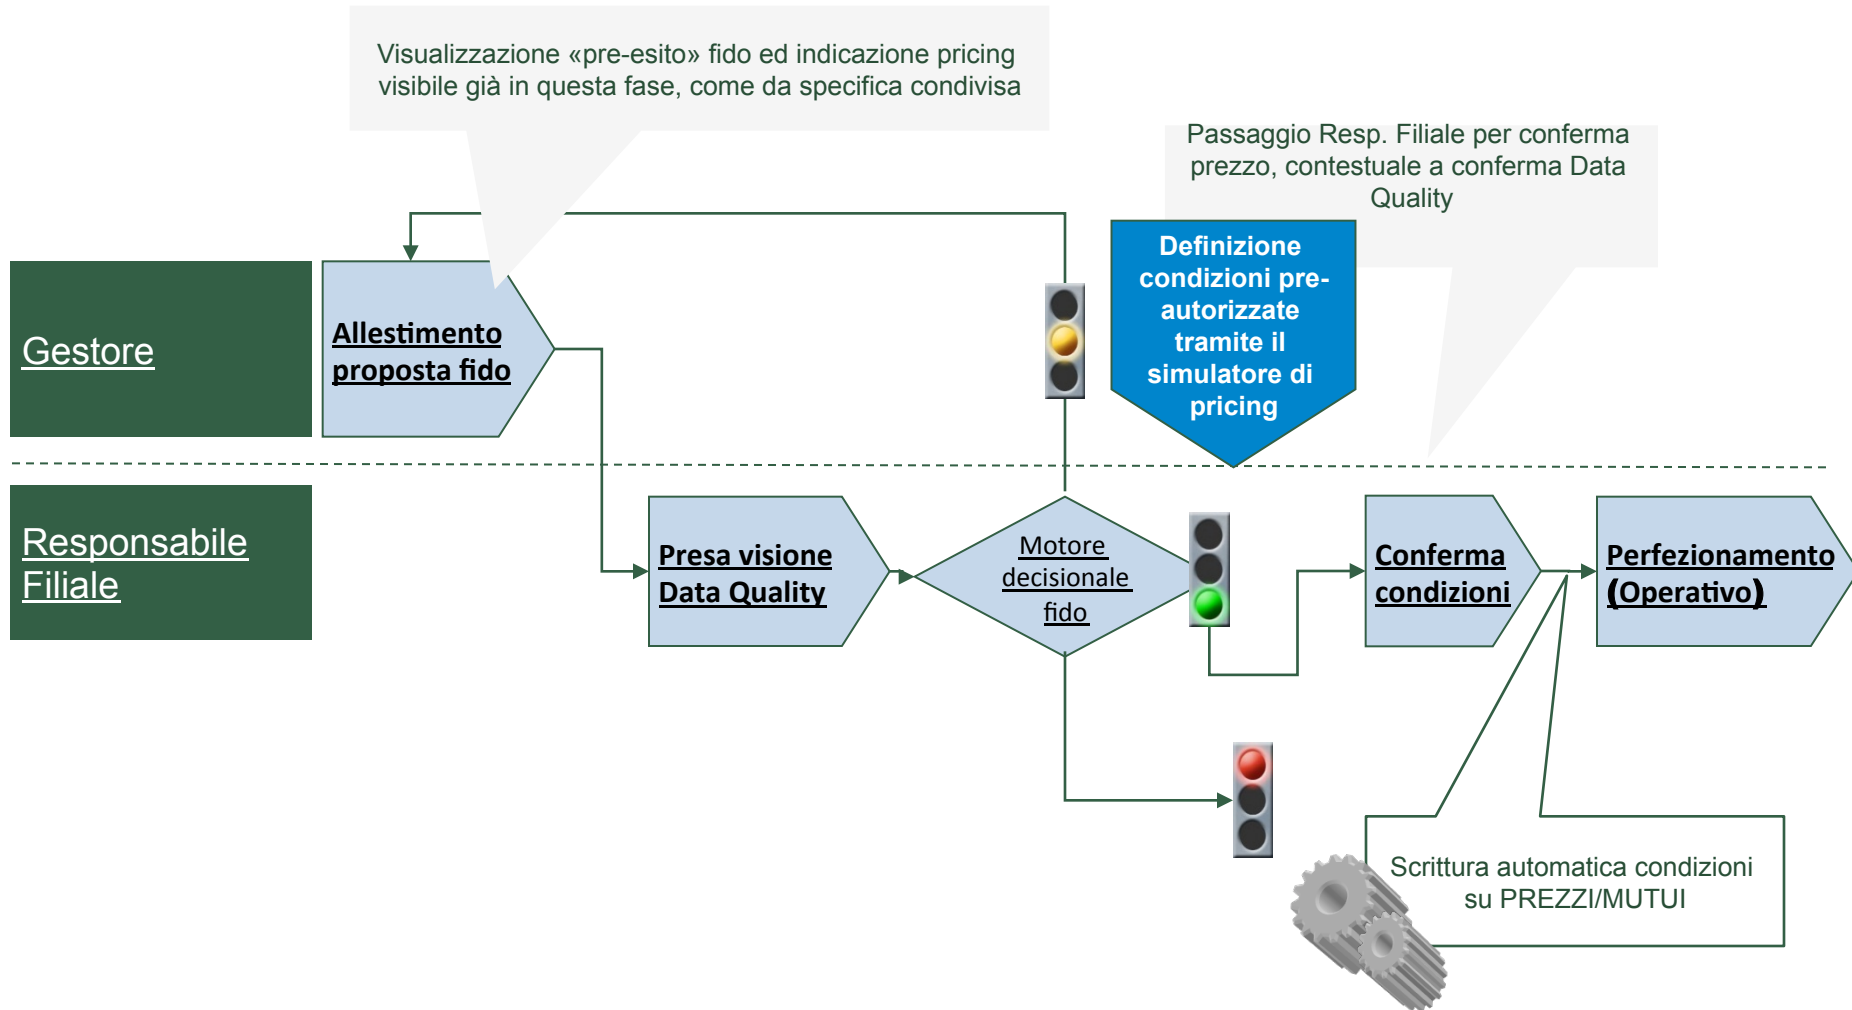 Visualizzazione «pre-esito» fido ed indicazione pricing
visibile già in questa fase, come da specifica condivisa
Passaggio Resp. Filiale per conferma
prezzo, contestuale a conferma Data
Quality
Definizione
condizioni pre-
autorizzate
tramite il
simulatore di
pricing
Gestore
Allestimento
proposta fido
Responsabile
Filiale
Presa visione
Data Quality
Motore
decisionale
fido
Conferma
condizioni
Perfezionamento
(Operativo)
Scrittura automatica condizioni
su PREZZI/MUTUI